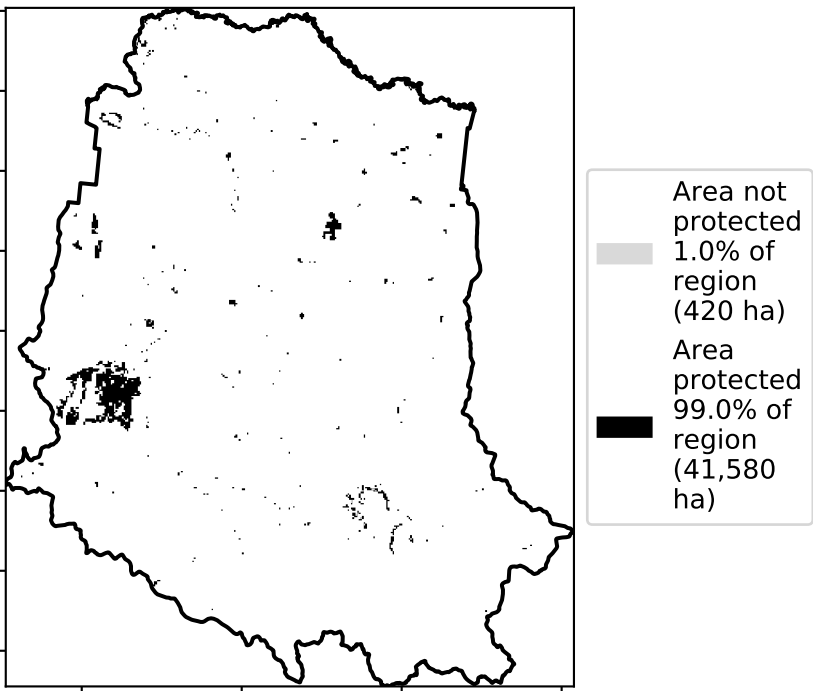 Area not
protected
1.0% of
region
(420 ha)
Area
protected
99.0% of
region
(41,580
ha)